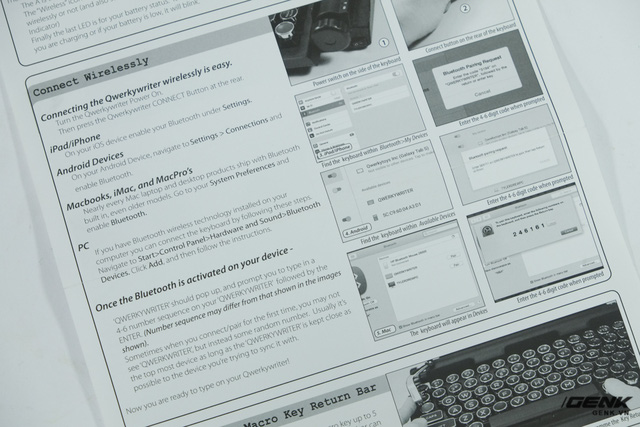 wirelessly or not (and also
Indicator)
Finally the last LED is for your battery status.
you are charging or if your battery is low, it will blink.
Connect Wirelessly
Connecting the Qwerkywriter wirelessly is easy.
Turn the Qwerkywriter Power On.
Then press the Qwerkywriter CONNECT Button at the rear.
iPad/iPhone
On your iOS device enable your Bluetooth under Settings.
Android Devices
On your Android Device, navigate to Settings > Connections and
enable Bluetooth.
Macbooks, iMac, and MacPro's
Nearly every Mac laptop and desktop products ship with Bluetooth
built in, even older models. Go to your System Preferences and
enable Bluetooth.
PC
If you have Bluetooth wireless technology installed on your
computer you can connect the keyboard by following these steps.
Navigate to Start>Control Panel>Hardware and Sound>Bluetooth
Devices. Click Add, and then follow the instructions.
Once the Bluetooth is activated on your device -
'QWERKYWRITER' should pop up, and prompt you to type in a
4-6 number sequence on your 'QWERKYWRITER' followed by the
ENTER. (Number sequence may differ from that shown in the images
shown).
Sometimes when you connect/pair for the first time, you may not
see 'QWERKYWRITER', but instead some random number. Usually it's
the top most device as long as the 'QWERKYWRITER' is kept close as
possible to the device you're trying to sync it with.
Now you are ready to type on your Qwerkywriter!
1
Power switch on the side of the keyboard
2
Connect button on the rear of the keyboard
3. iPad/iPhone
Find the keyboard within Bluetooth>My Devices
Bluetooth Pairing Request
Cancel
Enter the 4-6 digit code when prompted
QWERKYWRITER
4. Android
Find the keyboard within Available Devices
Enter the 4-6 digit code when prompted
5. Mac
The keyboard will appear in Devices
246161
Enter the 4-6 digit code when prompted
Macro Key Return Bar
key up to 5
GENK
GENK.VN